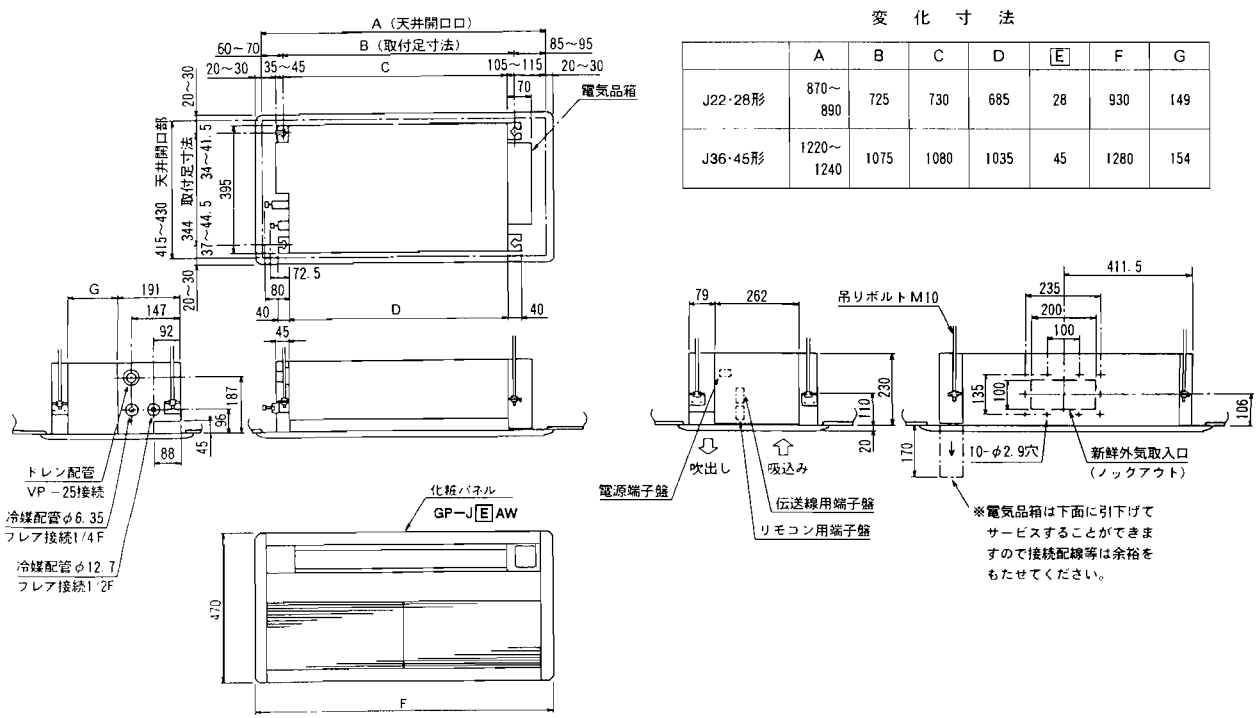 変化寸法
A B C D E F G
J22・28形 870～890 725 730 685 28 930 149
J36・45形 1220～1240 1075 1080 1035 45 1280 154
A (天井開口口)
60～70 B (取付足寸法) 85～95
20～30 35～45 C 105～115 20～30
70
電気品箱
20～30
415～430 天井開口部
344 取付足寸法
37～44.5 34～41.5
395
20～30
72.5
80
40 D 40
G 191
147
92
45
187
96
45
88
ドレン配管
VP－25接続
冷媒配管φ6.35
フレア接続1/4F
冷媒配管φ12.7
フレア接続1/2F
化粧パネル
GP－J E AW
470
F
79 262
230
110
20
吹出し 吸込み
電源端子盤
伝送線用端子盤
リモコン用端子盤
吊りボルトM10
411.5
235
200
100
135
100
106
170
10-φ2.9穴
新鮮外気取入口
(ノックアウト)
※電気品箱は下面に引下げて
サービスすることができま
すので接続配線等は余裕を
もたせてください。